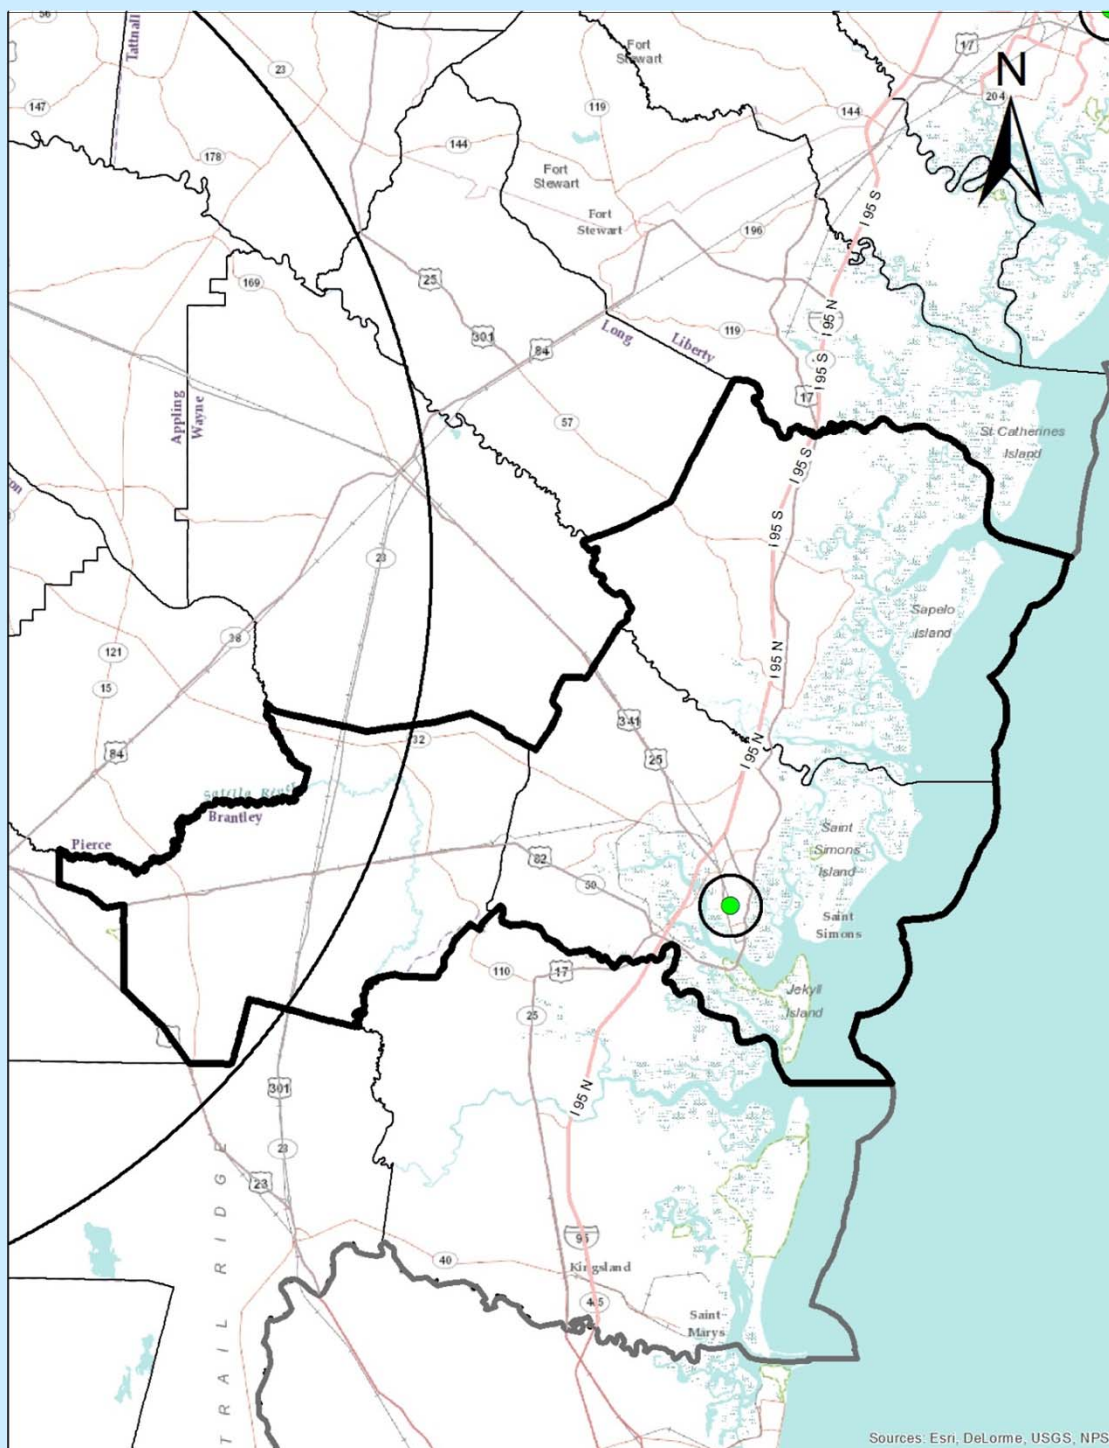 56
Tattnall
Fort
Stewart
17
N
23
147
119
204
144
144
178
Fort
Stewart
Fort
Stewart
I 95 S
196
25
169
I 95 N
Long
Liberty
119
301
84
I 95 S
17
Appling
Wayne
57
St Catherines
Island
I 95 S
I 95 S
23
Sapelo
Island
38
121
I 95 N
15
341
32
84
25
I 95 N
Satilla
Brantley
Pierce
Saint
Simons
Island
82
50
Saint
Simons
110
17
Jekyll
Island
25
301
I 95 N
23
23
95
40
Kingsland
405
Saint
Marys
TRAIL RIDGE
Sources: Esri, DeLorme, USGS, NPS